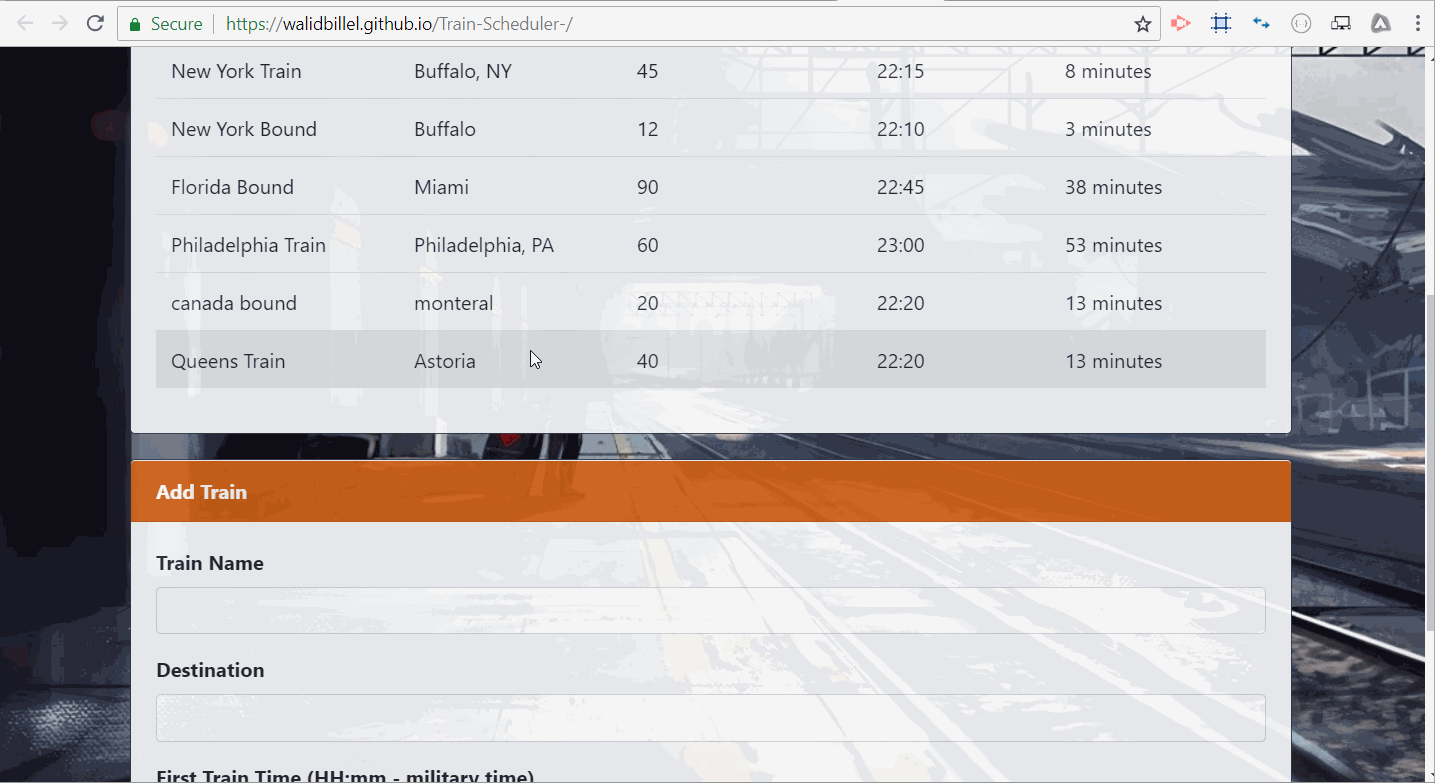 Secure https://walidbillel.github.io/Train-Scheduler-/
New York Train Buffalo, NY 45 22:15 8 minutes
New York Bound Buffalo 12 22:10 3 minutes
Florida Bound Miami 90 22:45 38 minutes
Philadelphia Train Philadelphia, PA 60 23:00 53 minutes
canada bound monteral 20 22:20 13 minutes
Queens Train Astoria 40 22:20 13 minutes
Add Train
Train Name
Destination
First Train Time (HH:mm - military time)